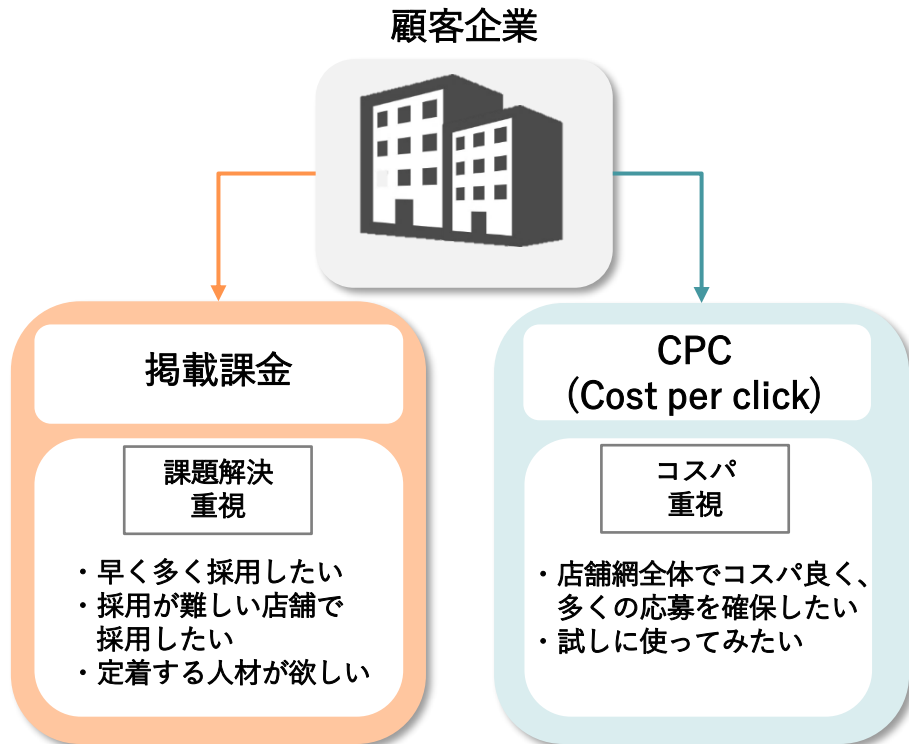 顧客企業
掲載課金
課題解決
重視
・早く多く採用したい
・採用が難しい店舗で
採用したい
・定着する人材が欲しい
CPC
(Cost per click)
コスパ
重視
・店舗網全体でコスパ良く、
多くの応募を確保したい
・試しに使ってみたい